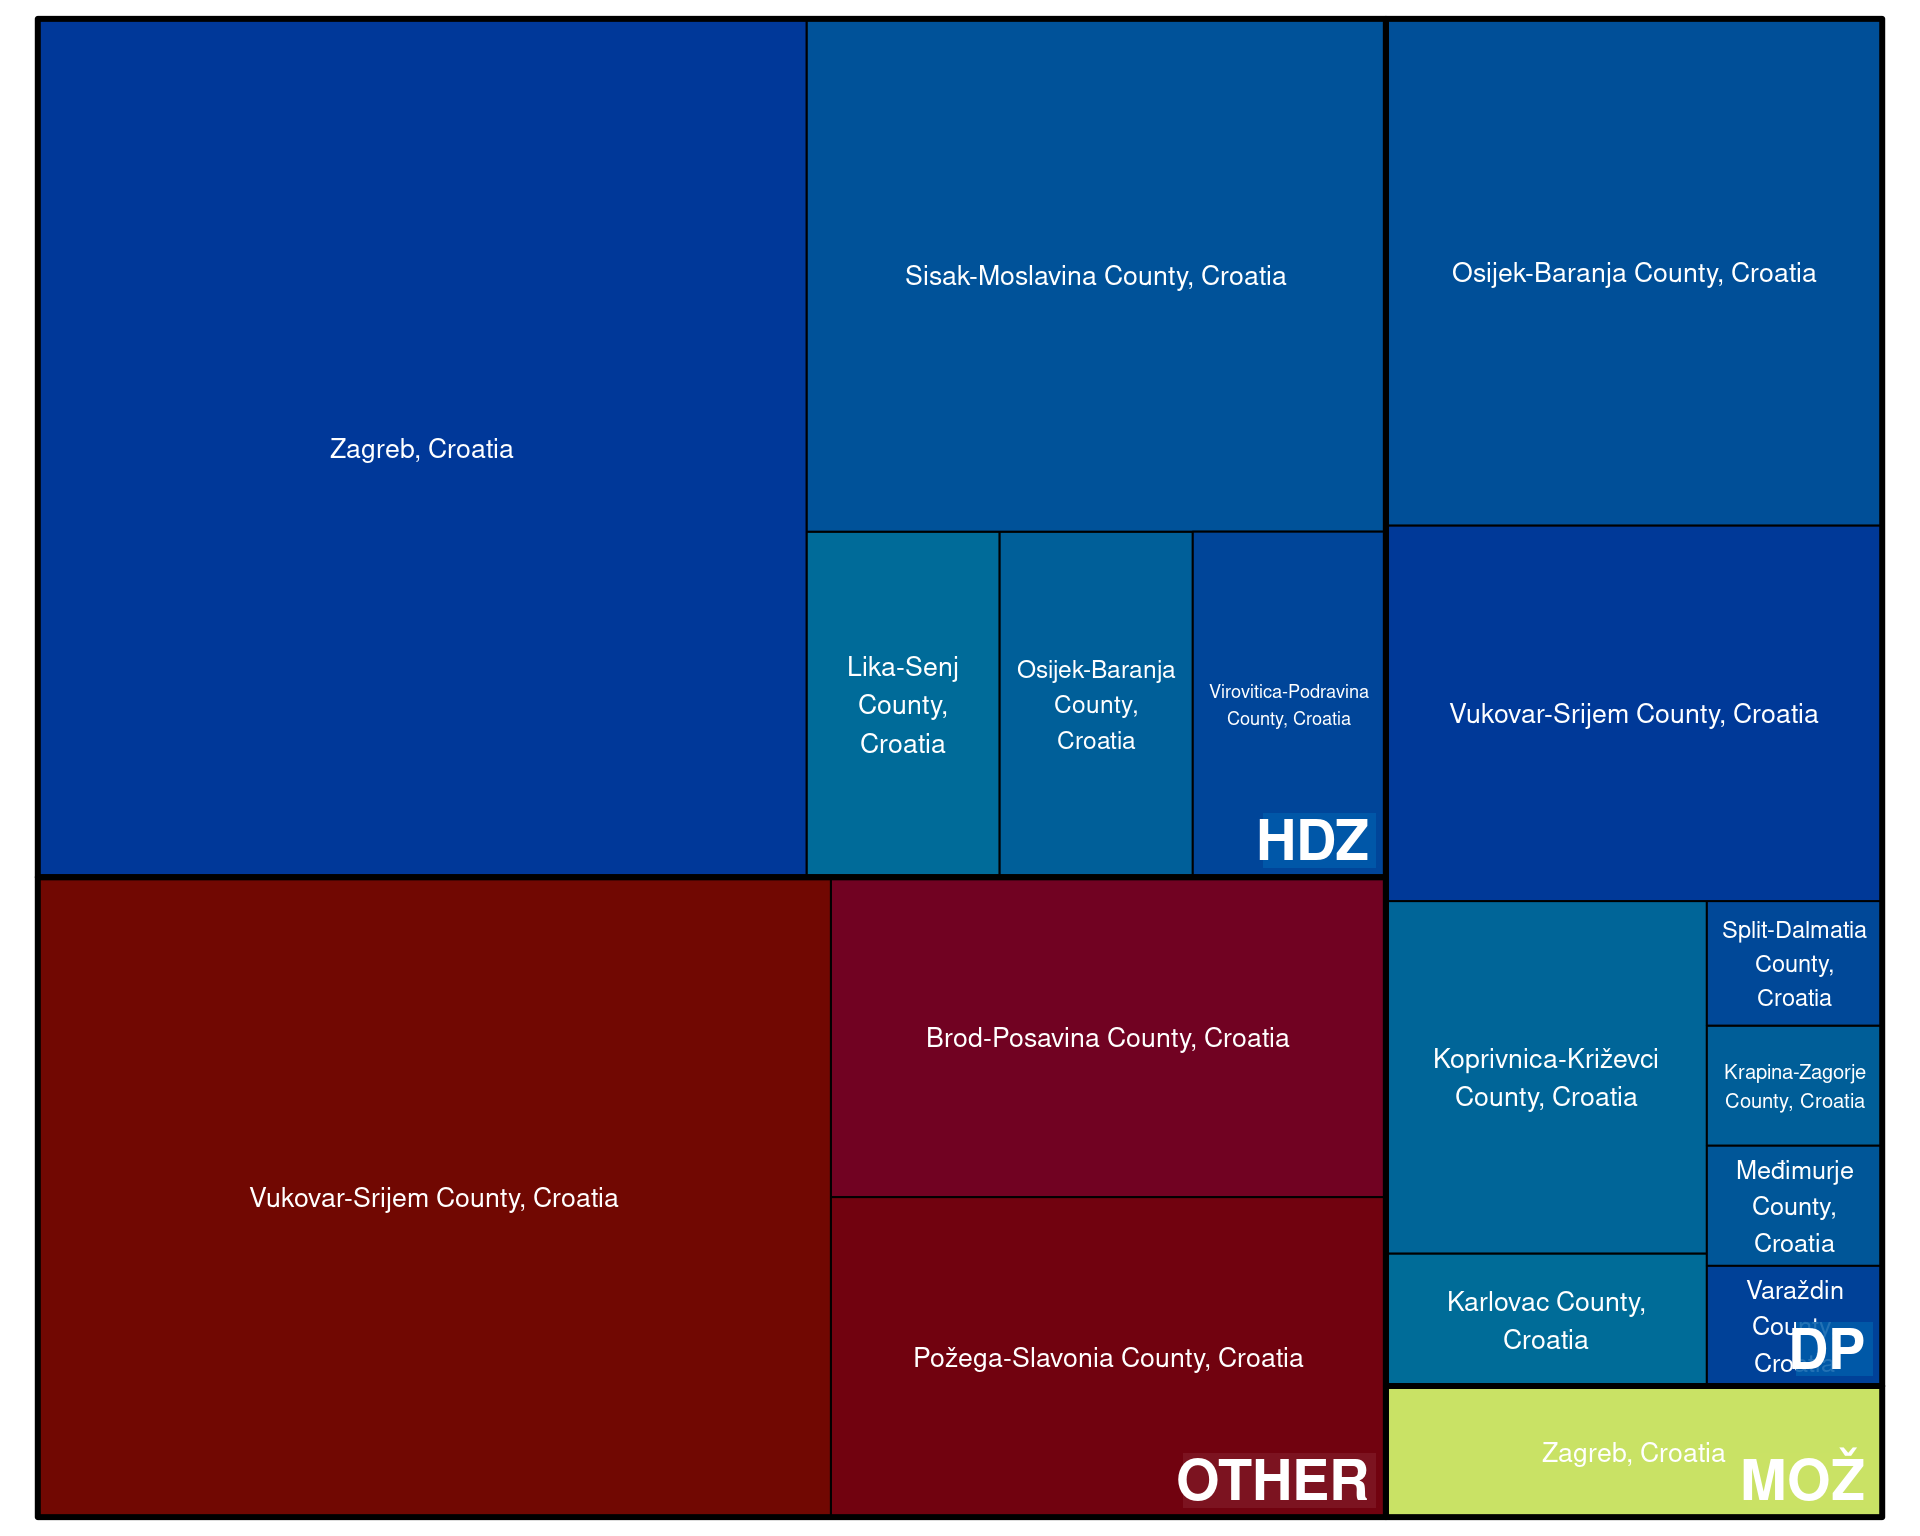 Zagreb, Croatia
Sisak-Moslavina County, Croatia
Lika-Senj
County,
Croatia
Osijek-Baranja
County,
Croatia
Virovitica-Podravina
County, Croatia
HDZ
Osijek-Baranja County, Croatia
Vukovar-Srijem County, Croatia
Koprivnica-Križevci
County, Croatia
Karlovac County,
Croatia
Split-Dalmatia
County,
Croatia
Krapina-Zagorje
County, Croatia
Međimurje
County,
Croatia
Varaždin
County,
Croatia
DP
Vukovar-Srijem County, Croatia
Brod-Posavina County, Croatia
Požega-Slavonia County, Croatia
OTHER
Zagreb, Croatia
MOŽ